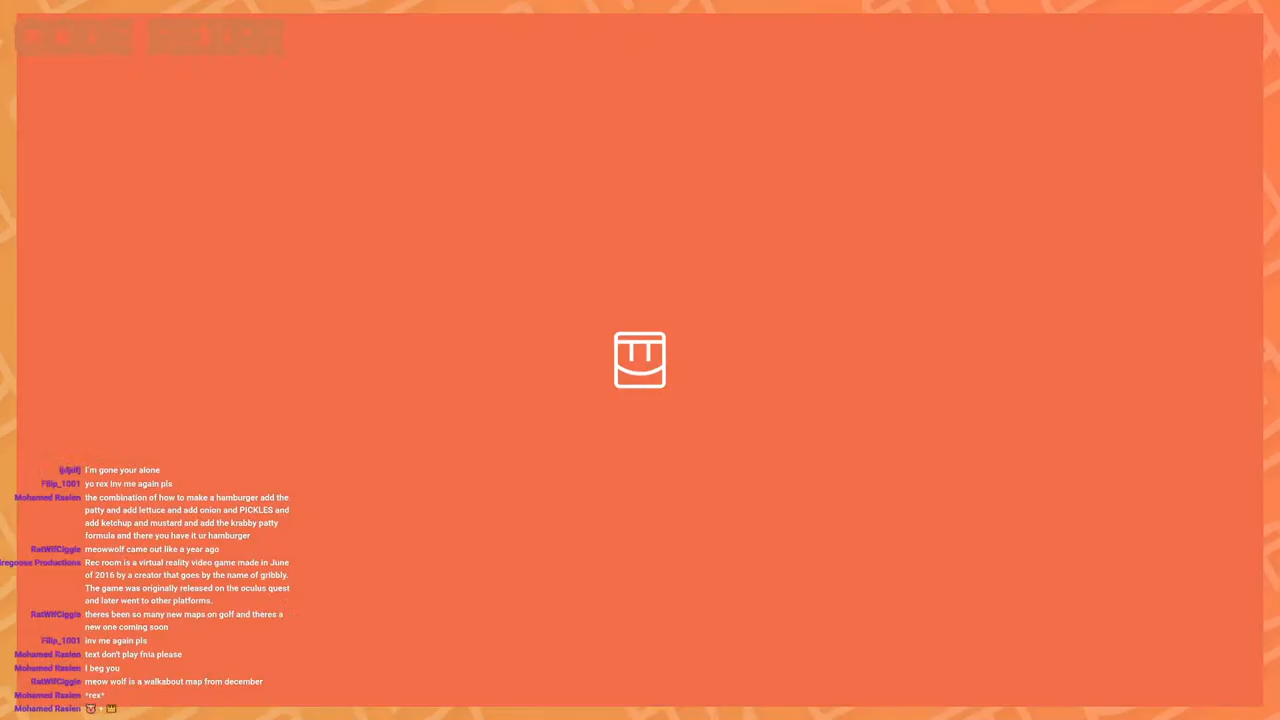 I'm gone your alone
Filip_1001 yo rex inv me again pls
Mohamed Rasien the combination of how to make a hamburger add the
patty and add lettuce and add onion and PICKLES and
add ketchup and mustard and add the krabby patty
formula and there you have it ur hamburger
RatWifCiggie meowwolf came out like a year ago
Productions Rec room is a virtual reality video game made in June
of 2016 by a creator that goes by the name of gribbly.
The game was originally released on the oculus quest
and later went to other platforms.
RatWifCiggie theres been so many new maps on golf and theres a
new one coming soon
Filip_1001 inv me again pls
Mohamed Rasien text don't play fnia please
Mohamed Rasien I beg you
RatWifCiggie meow wolf is a walkabout map from december
Mohamed Rasien *rex*
Mohamed Rasien +